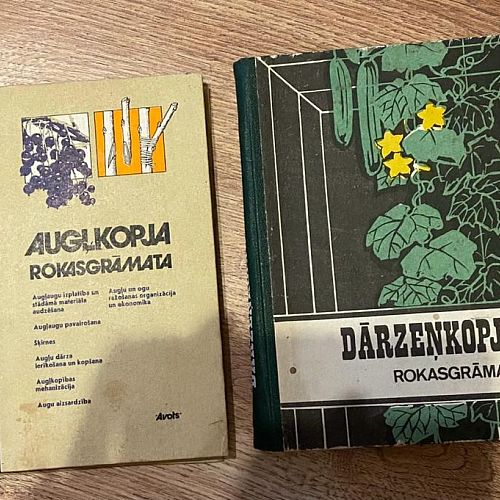 AUGĻKOPJA
ROKASGRĀMATA
Augļaugu izplatība un
stādāmā materiāla
audzēšana
Augļaugu pavairošana
Šķirnes
Augļu dārza
ierīkošana un kopšana
Augļkopības
mehanizācija
Augu aizsardzība
Augļu un ogu
ražošanas organizācija
un ekonomika
"Avots"
DĀRZEŅKOPJ
ROKASGRĀMA